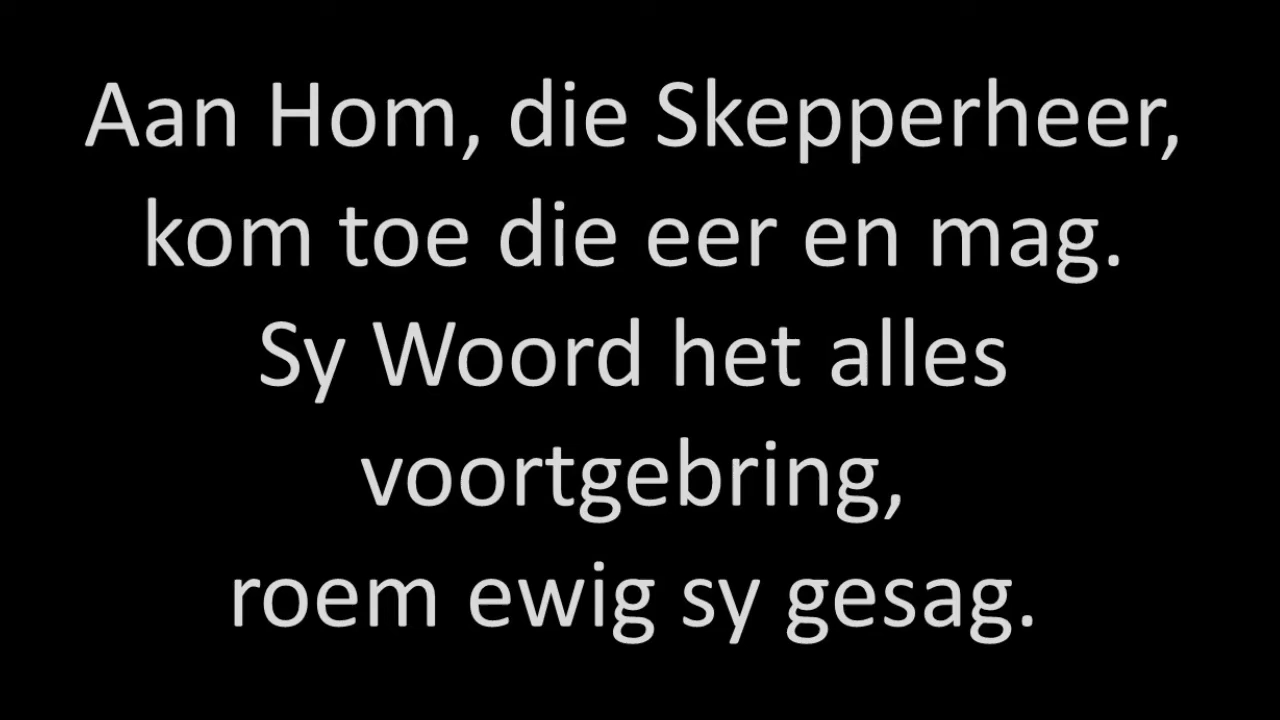 Aan Hom, die Skepperheer,
kom toe die eer en mag.
Sy Woord het alles
voortgebring,
roem ewig sy gesag.